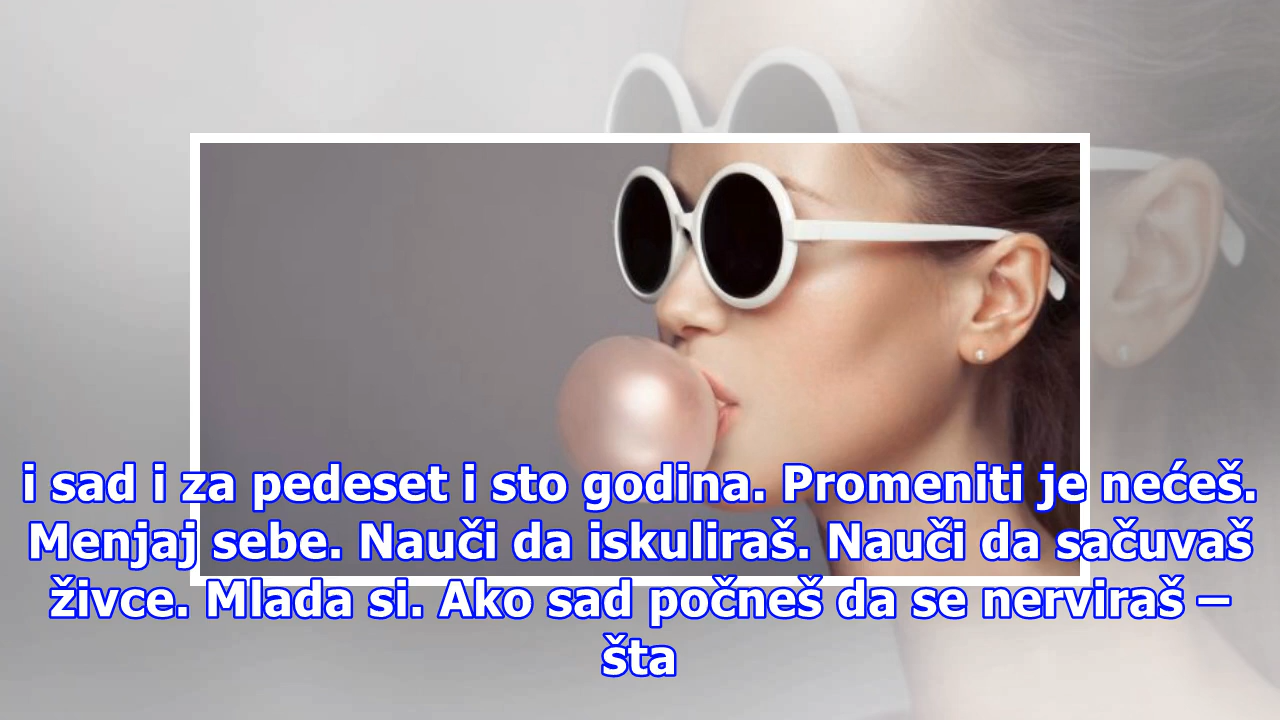 i sad i za pedeset i sto godina. Promeniti je nećeš.
Menjaj sebe. Nauči da iskuliraš. Nauči da sačuvaš
živce. Mlada si. Ako sad počneš da se nerviraš –
šta